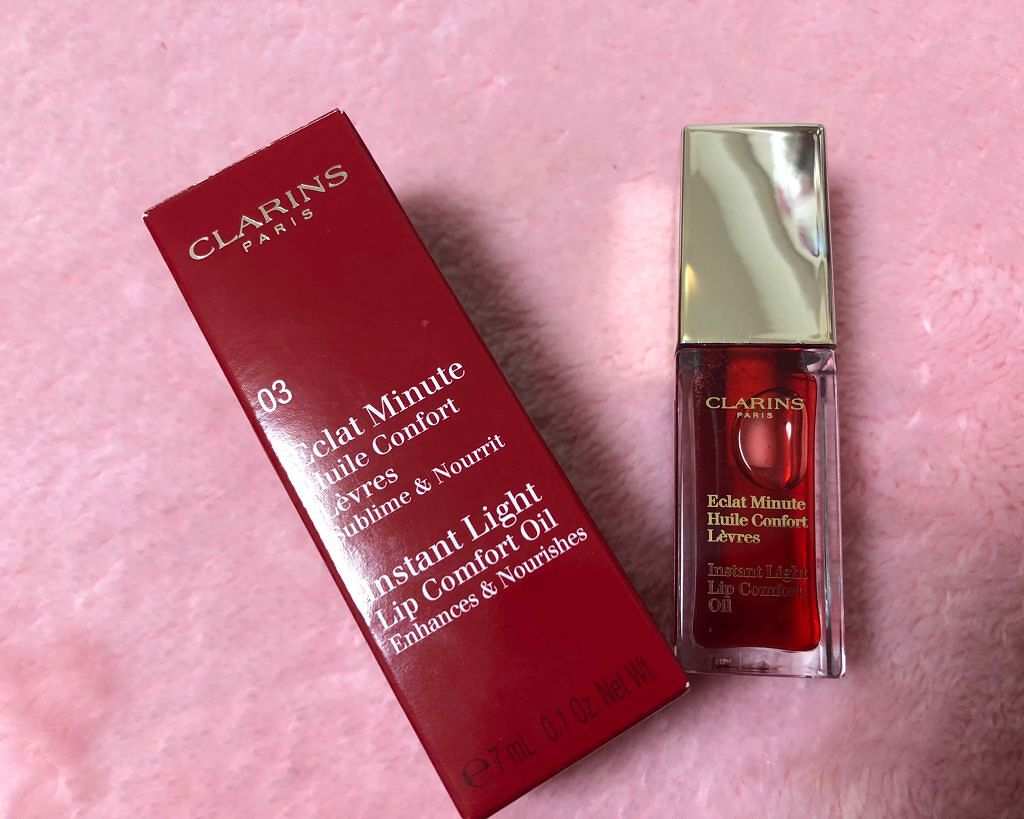 CLARINS
PARIS
03
Eclat Minute
Huile Confort
Lèvres
Sublime & Nourrit
Instant Light
Lip Comfort Oil
Enhances & Nourishes
e 7 mL 0.1 Oz Net Wt.
CLARINS
PARIS
Eclat Minute
Huile Confort
Lèvres
Instant Light
Lip Comfort
Oil